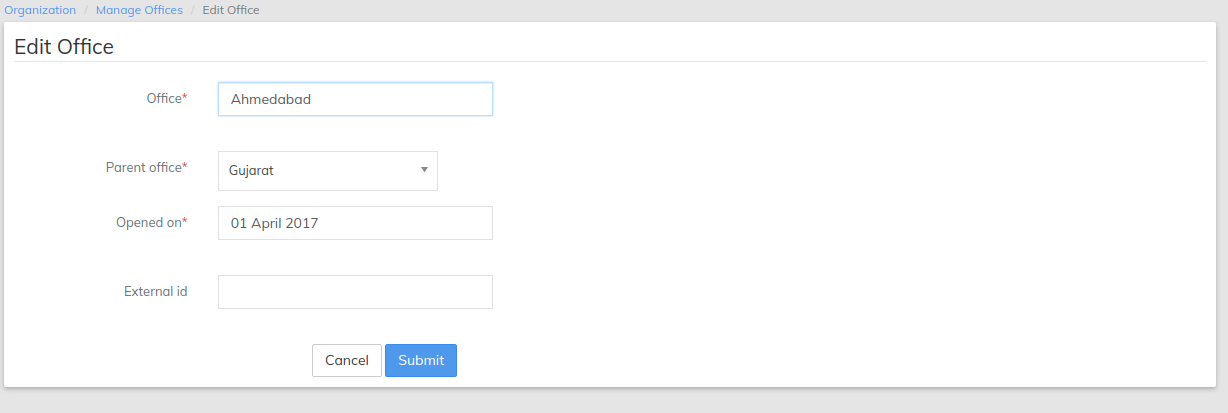 Organization / Manage Offices / Edit Office
Edit Office
Office* Ahmedabad
Parent office* Gujarat
Opened on* 01 April 2017
External id
Cancel Submit